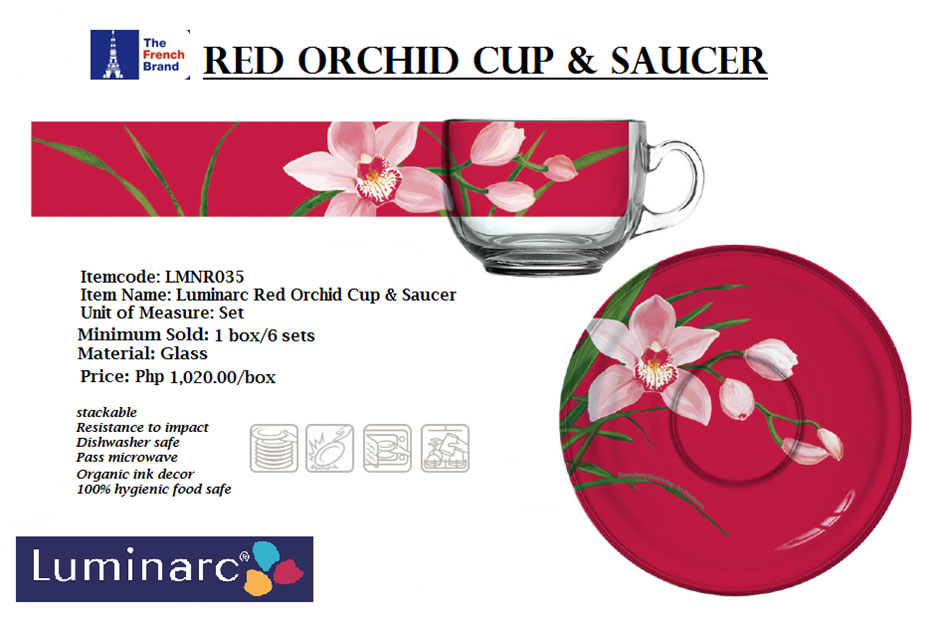 The
French
Brand
RED ORCHID CUP & SAUCER
Itemcode: LMNR035
Item Name: Luminarc Red Orchid Cup & Saucer
Unit of Measure: Set
Minimum Sold: 1 box/6 sets
Material: Glass
Price: Php 1,020.00/box
stackable
Resistance to impact
Dishwasher safe
Pass microwave
Organic ink decor
100% hygienic food safe
Luminarc®